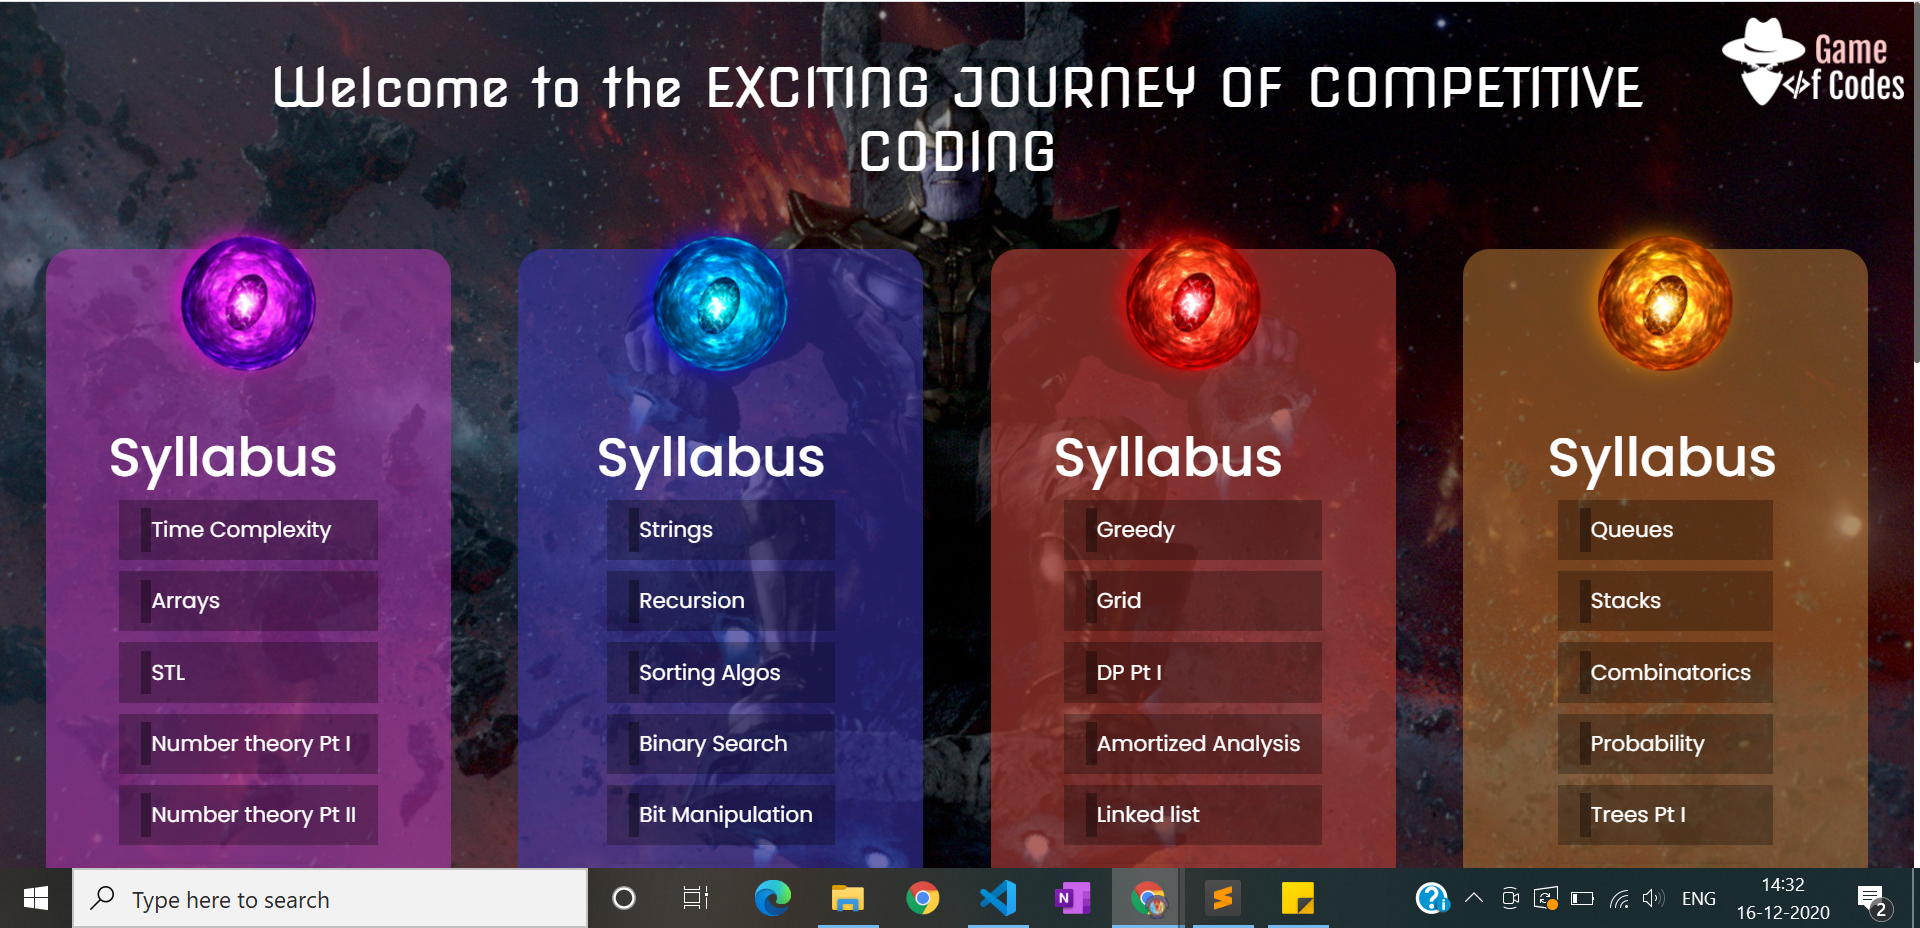 Welcome to the EXCITING JOURNEY OF COMPETITIVE
CODING
Game
</>f Codes
Syllabus
Time Complexity
Arrays
STL
Number theory Pt I
Number theory Pt II
Syllabus
Strings
Recursion
Sorting Algos
Binary Search
Bit Manipulation
Syllabus
Greedy
Grid
DP Pt I
Amortized Analysis
Linked list
Syllabus
Queues
Stacks
Combinatorics
Probability
Trees Pt I
Type here to search
N
ENG
14:32
16-12-2020
2